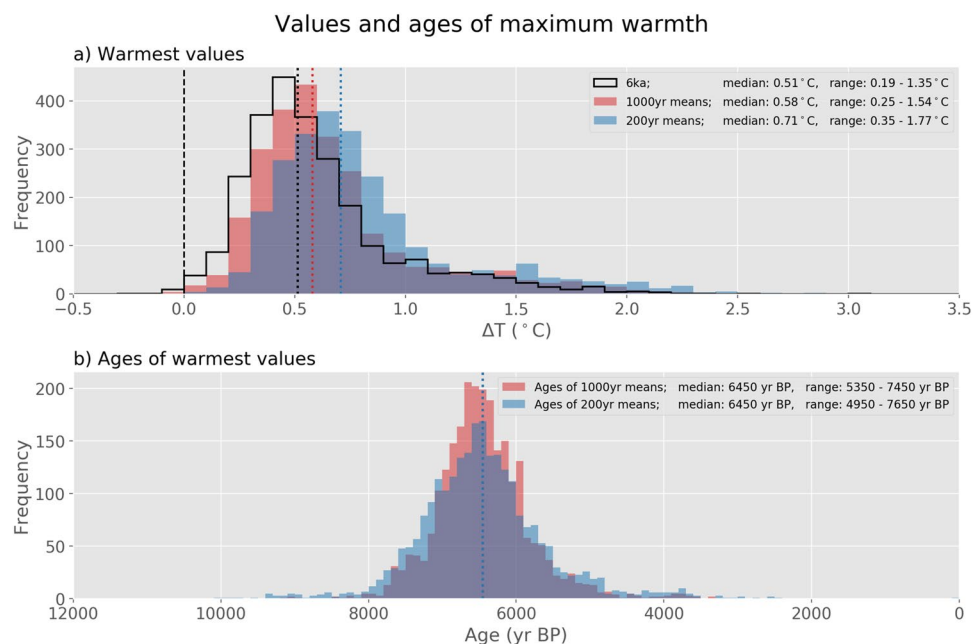 Values and ages of maximum warmth
a) Warmest values
6ka; median: 0.51°C, range: 0.19 - 1.35°C
1000yr means; median: 0.58°C, range: 0.25 - 1.54°C
200yr means; median: 0.71°C, range: 0.35 - 1.77°C
Frequency
400
300
200
100
0
−0.5 0.0 0.5 1.0 1.5 2.0 2.5 3.0 3.5
ΔT (°C)
b) Ages of warmest values
Ages of 1000yr means; median: 6450 yr BP, range: 5350 - 7450 yr BP
Ages of 200yr means; median: 6450 yr BP, range: 4950 - 7650 yr BP
Frequency
200
150
100
50
0
12000 10000 8000 6000 4000 2000 0
Age (yr BP)